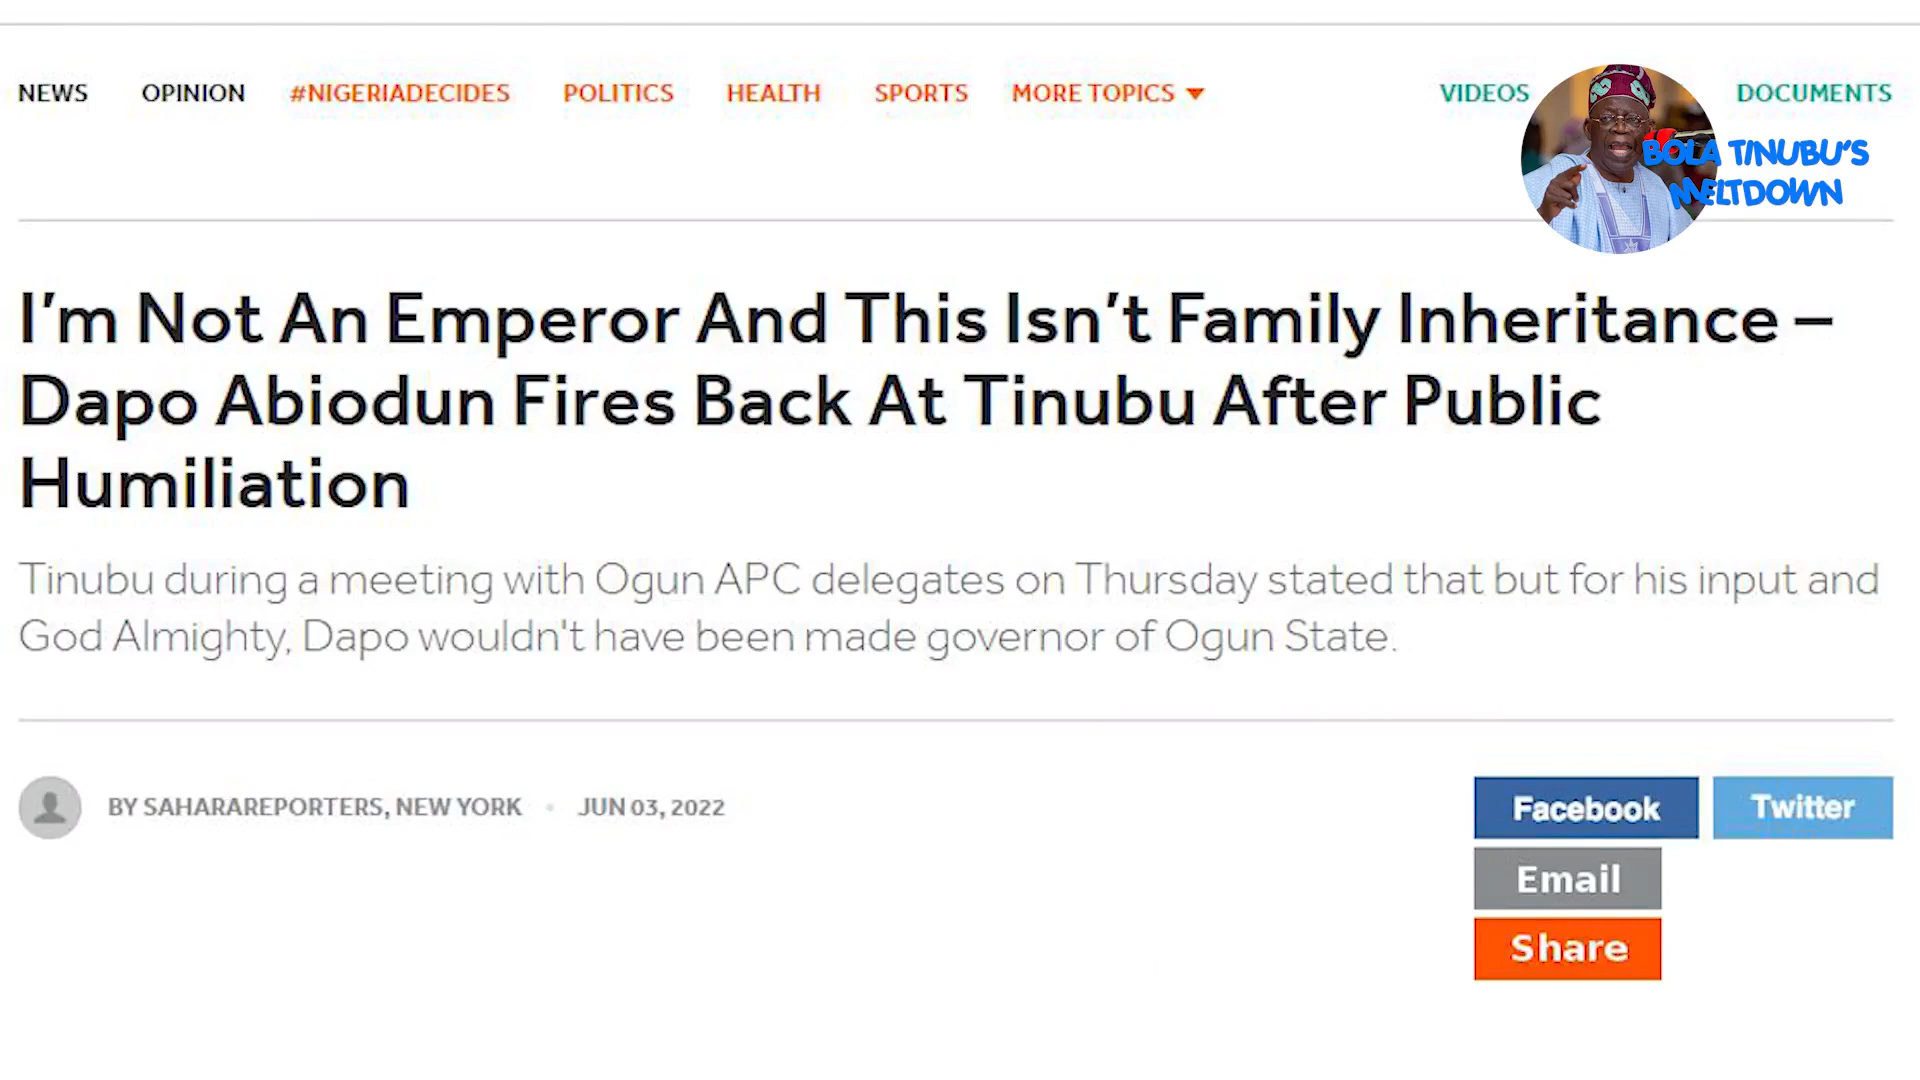 NEWS OPINION #NIGERIADECIDES POLITICS HEALTH SPORTS MORE TOPICS VIDEOS DOCUMENTS
BOLA TINUBU'S
MELTDOWN
I'm Not An Emperor And This Isn't Family Inheritance –
Dapo Abiodun Fires Back At Tinubu After Public
Humiliation
Tinubu during a meeting with Ogun APC delegates on Thursday stated that but for his input and
God Almighty, Dapo wouldn't have been made governor of Ogun State.
BY SAHARAREPORTERS, NEW YORK • JUN 03, 2022
Facebook Twitter
Email
Share